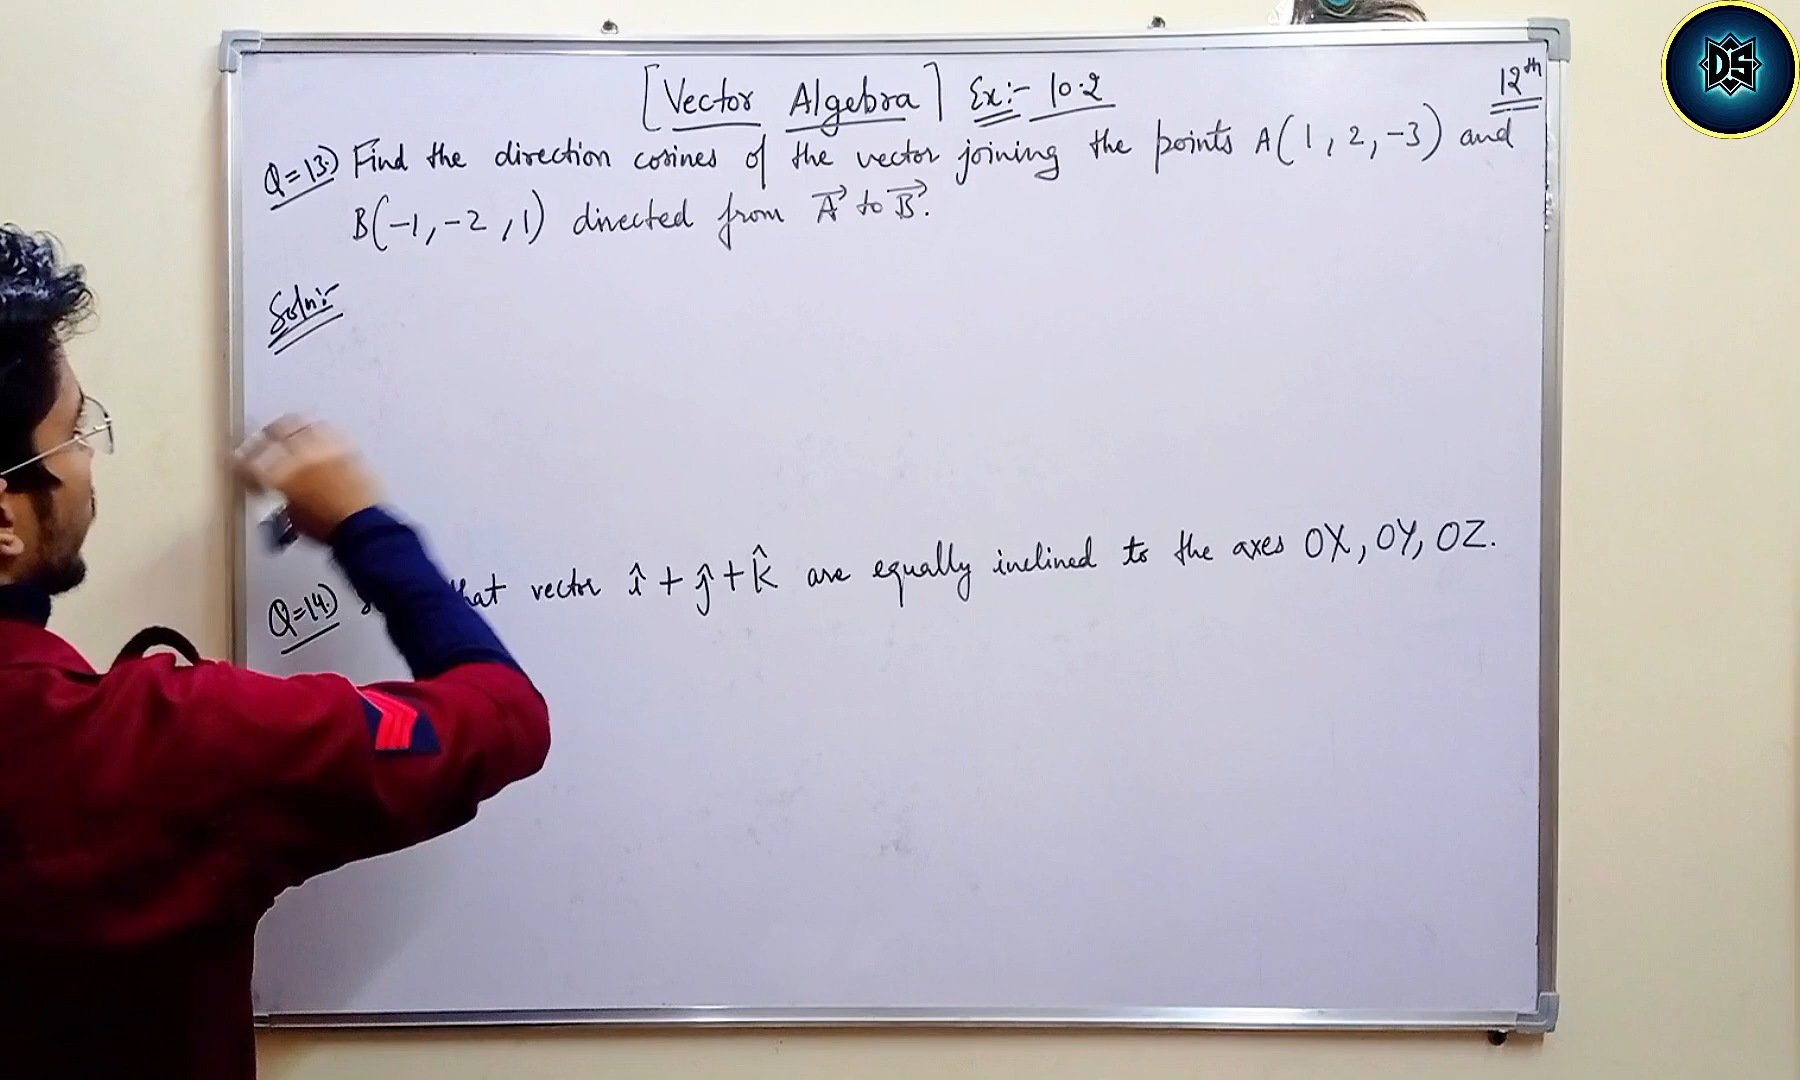 [Vector Algebra] Ex:- 10.2
12th
Q=13.) Find the direction cosines of the vector joining the points A(1, 2, -3) and
B(-1, -2, 1) directed from A⃗ to B⃗.
Soln:-
Q=14.) that vector î + ĵ + k̂ are equally inclined to the axes OX, OY, OZ.
DS